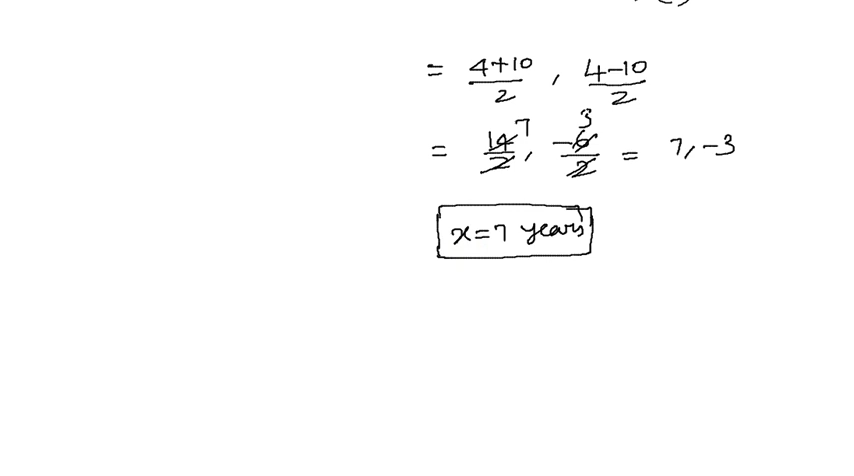 = 4+10/2 , 4-10/2
= 14/2 7, -6/2 3 = 7, -3
x=7 years